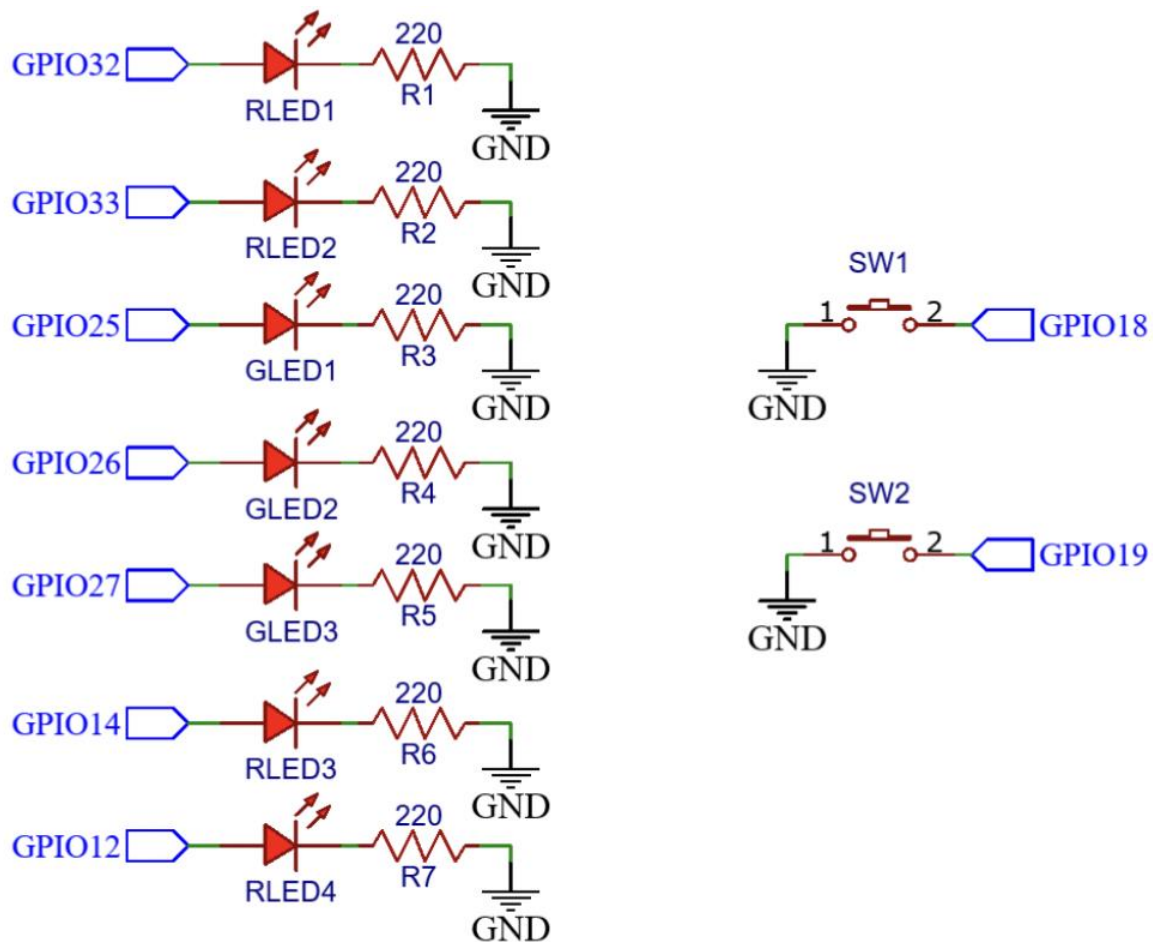 220
GPIO32
RLED1
R1
GND
220
GPIO33
RLED2
R2
GND
220
GPIO25
GLED1
R3
GND
220
GPIO26
GLED2
R4
GND
220
GPIO27
GLED3
R5
GND
220
GPIO14
RLED3
R6
GND
220
GPIO12
RLED4
R7
GND
SW1
1 2 GPIO18
GND
SW2
1 2 GPIO19
GND